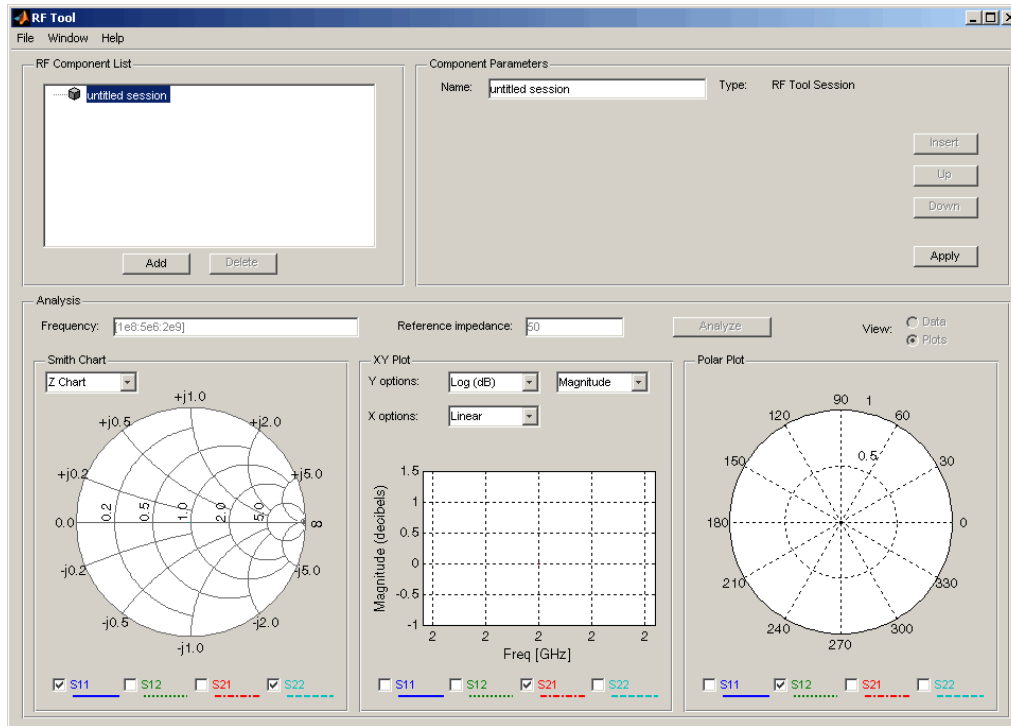 RF Tool
File Window Help
RF Component List
untitled session
Add Delete
Component Parameters
Name: untitled session Type: RF Tool Session
Insert
Up
Down
Apply
Analysis
Frequency: [1e8:5e6:2e9] Reference impedance: 50 Analyze View: Data
Plots
Smith Chart
Z Chart
+j1.0
+j0.5 +j2.0
+j0.2 +j5.0
0.0 0.2 0.5 1.0 2.0 5.0 ∞
-j0.2 -j5.0
-j0.5 -j2.0
-j1.0
S11 S12 S21 S22
XY Plot
Y options: Log (dB) Magnitude
X options: Linear
Magnitude (decibels)
1.5
1
0.5
0
-0.5
-1
2 2 2 2 2
Freq [GHz]
S11 S12 S21 S22
Polar Plot
90 1
120 60
0.5
150 30
180 0
210 330
240 300
270
S11 S12 S21 S22